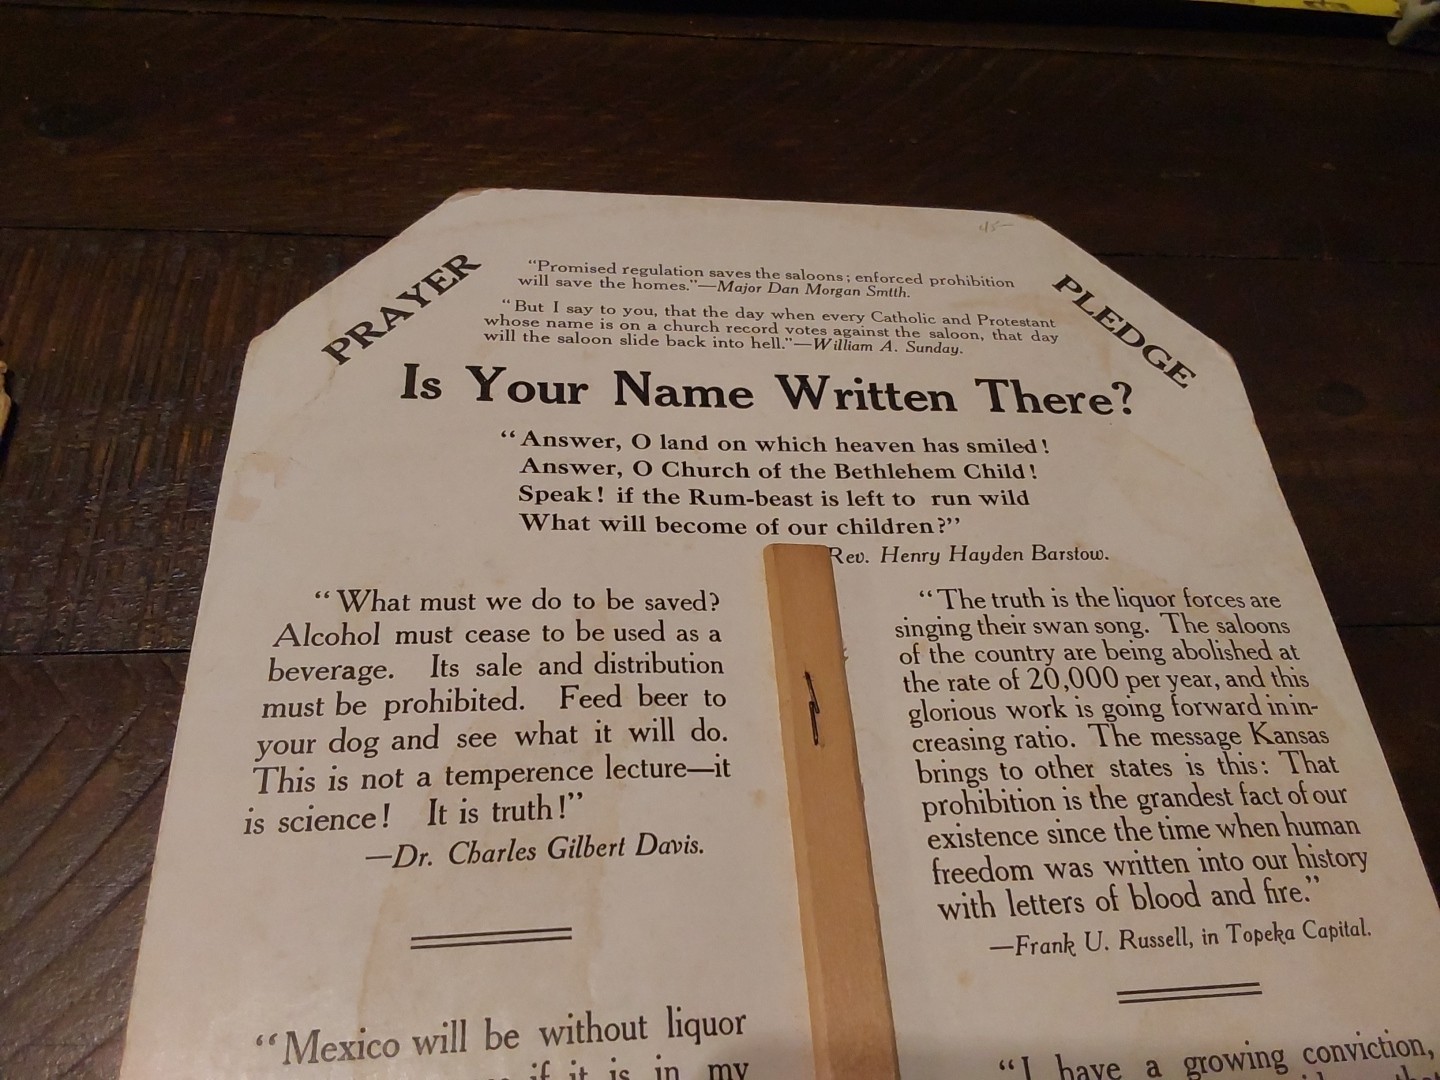 PRAYER
PLEDGE
"Promised regulation saves the saloons; enforced prohibition
will save the homes."—Major Dan Morgan Smtth.
"But I say to you, that the day when every Catholic and Protestant
whose name is on a church record votes against the saloon, that day
will the saloon slide back into hell."—William A. Sunday.
Is Your Name Written There?
"Answer, O land on which heaven has smiled!
Answer, O Church of the Bethlehem Child!
Speak! if the Rum-beast is left to run wild
What will become of our children?"
Rev. Henry Hayden Barstow.
"What must we do to be saved?
Alcohol must cease to be used as a
beverage. Its sale and distribution
must be prohibited. Feed beer to
your dog and see what it will do.
This is not a temperence lecture—it
is science! It is truth!"
—Dr. Charles Gilbert Davis.
"Mexico will be without liquor
if it is in my
"The truth is the liquor forces are
singing their swan song. The saloons
of the country are being abolished at
the rate of 20,000 per year, and this
glorious work is going forward in in-
creasing ratio. The message Kansas
brings to other states is this: That
prohibition is the grandest fact of our
existence since the time when human
freedom was written into our history
with letters of blood and fire."
—Frank U. Russell, in Topeka Capital.
"I have a growing conviction,